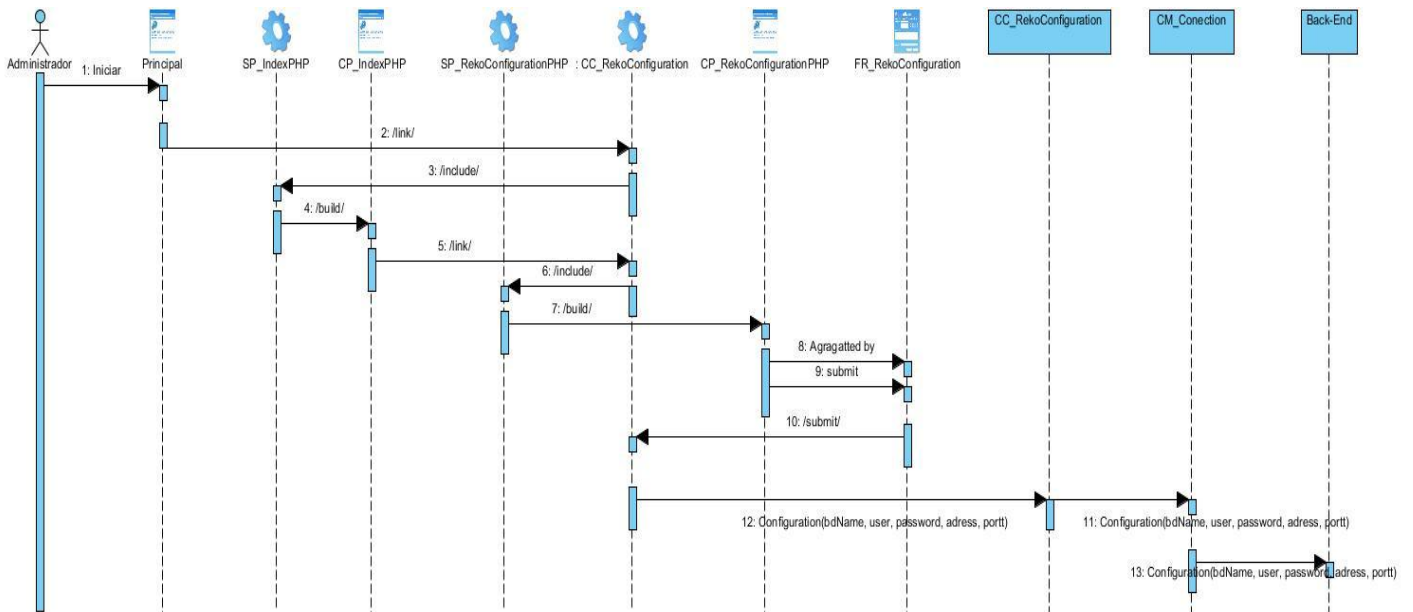 CC_RekoConfiguration
CM_Conection
Back-End
Administrador
Principal
SP_IndexPHP
CP_IndexPHP
SP_RekoConfigurationPHP
: CC_RekoConfiguration
CP_RekoConfigurationPHP
FR_RekoConfiguration
1: Iniciar
2: /link/
3: /include/
4: /build/
5: /link/
6: /include/
7: /build/
8: Agragatted by
9: submit
10: /submit/
12: Configuration(bdName, user, password, adress, portt)
11: Configuration(bdName, user, password, adress, portt)
13: Configuration(bdName, user, password, adress, portt)